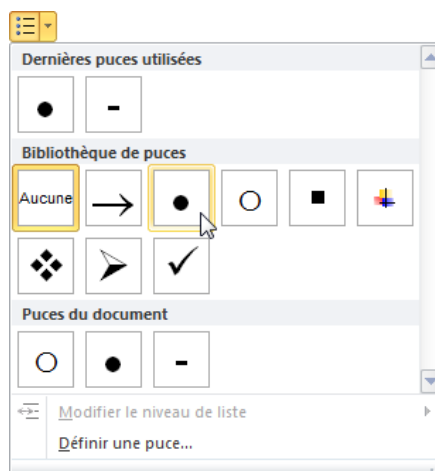 Dernières puces utilisées
Bibliothèque de puces
Aucune
Puces du document
Modifier le niveau de liste
Définir une puce...